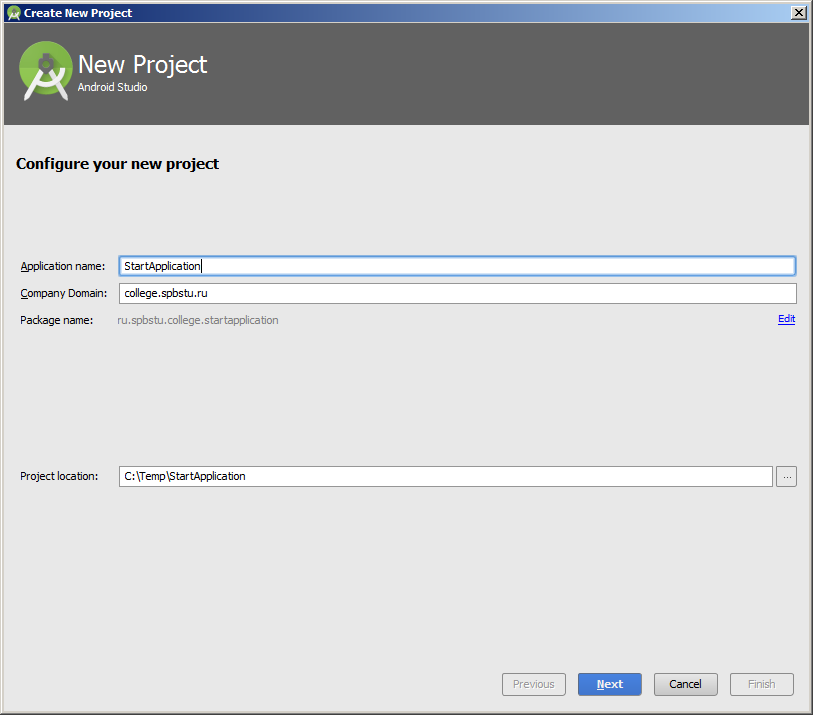 Create New Project
New Project
Android Studio
Configure your new project
Application name: StartApplication
Company Domain: college.spbstu.ru
Package name: ru.spbstu.college.startapplication Edit
Project location: C:\Temp\StartApplication ...
Previous Next Cancel Finish